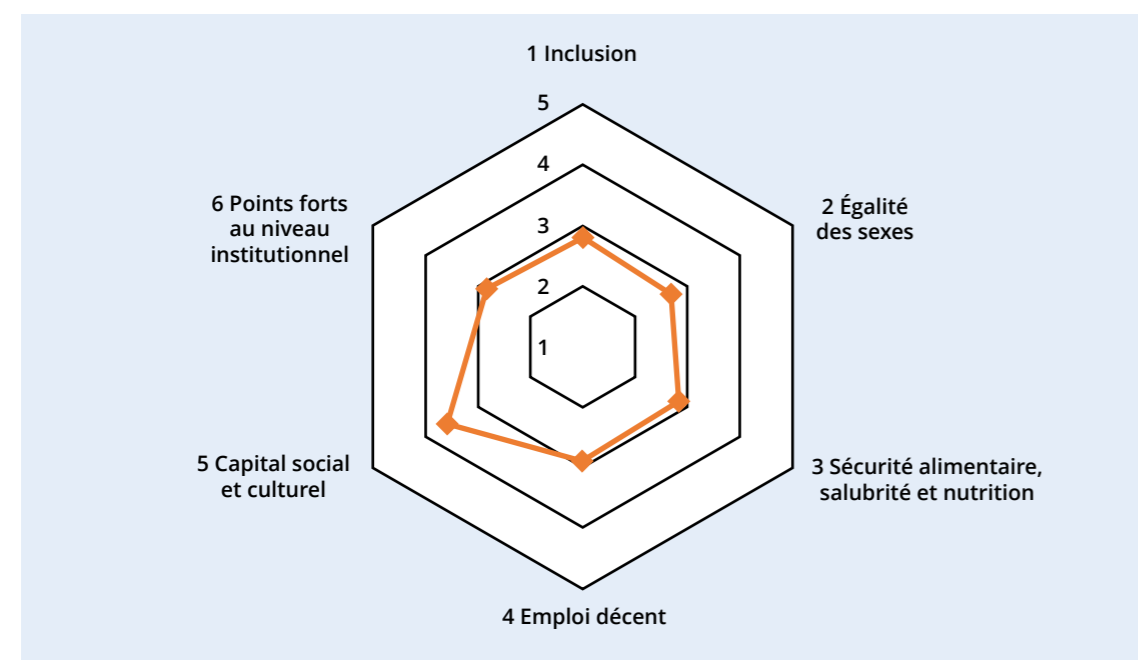 1 Inclusion
5
4
3
2
1
2 Égalité
des sexes
3 Sécurité alimentaire,
salubrité et nutrition
4 Emploi décent
5 Capital social
et culturel
6 Points forts
au niveau
institutionnel